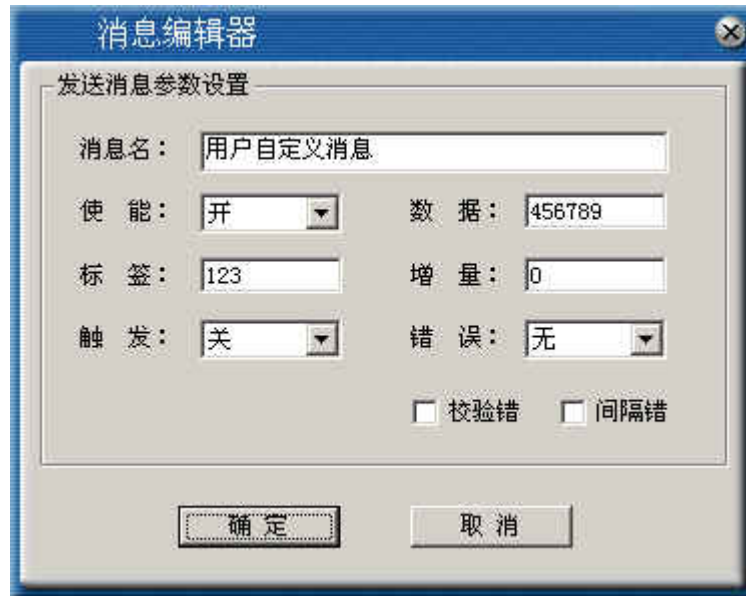 消息编辑器
发送消息参数设置
消息名： 用户自定义消息
使 能： 开 数 据： 456789
标 签： 123 增 量： 0
触 发： 关 错 误： 无
校验错 间隔错
确 定 取 消